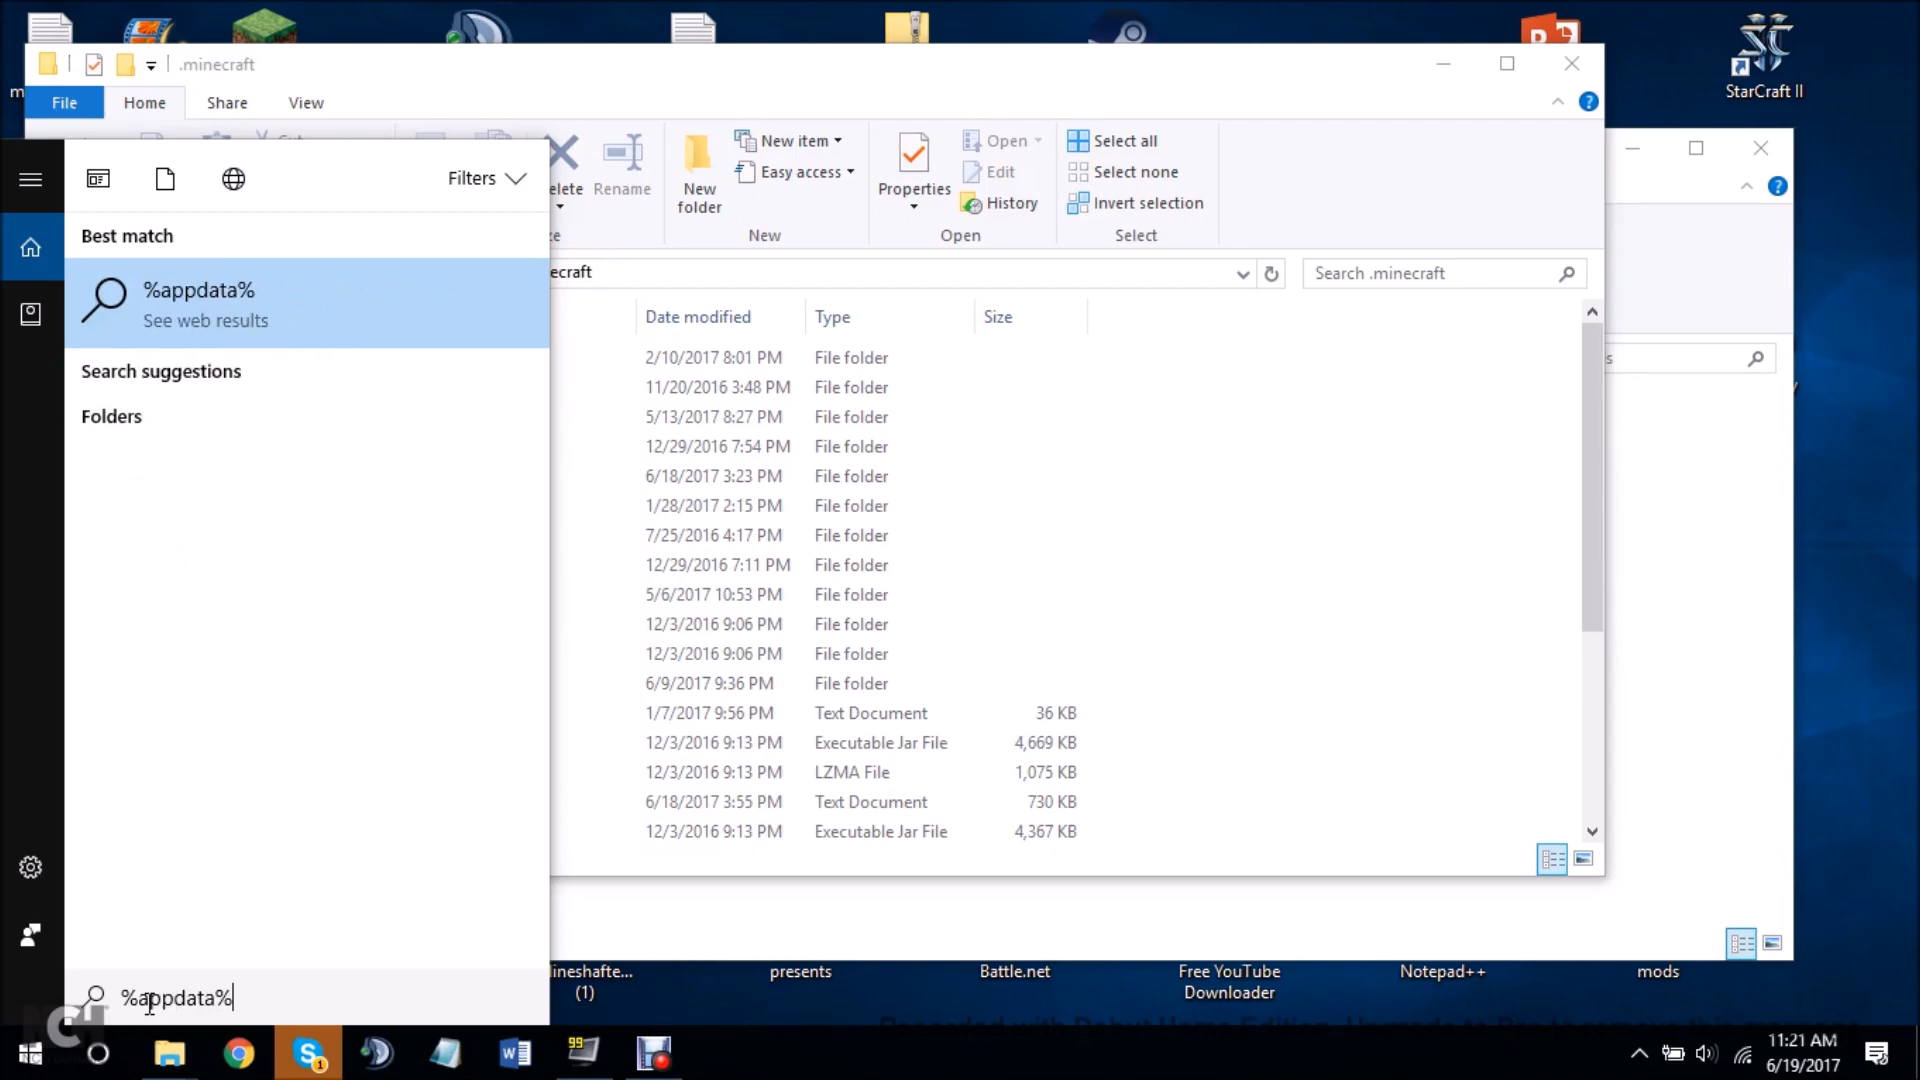 .minecraft
StarCraft II
File
Home
Share
View
Delete
Rename
New
folder
New item
Easy access
New
Properties
Open
Edit
History
Open
Select all
Select none
Invert selection
Select
ecraft
Search .minecraft
Filters
Best match
%appdata%
See web results
Search suggestions
Folders
Date modified Type Size
2/10/2017 8:01 PM File folder
11/20/2016 3:48 PM File folder
5/13/2017 8:27 PM File folder
12/29/2016 7:54 PM File folder
6/18/2017 3:23 PM File folder
1/28/2017 2:15 PM File folder
7/25/2016 4:17 PM File folder
12/29/2016 7:11 PM File folder
5/6/2017 10:53 PM File folder
12/3/2016 9:06 PM File folder
12/3/2016 9:06 PM File folder
6/9/2017 9:36 PM File folder
1/7/2017 9:56 PM Text Document 36 KB
12/3/2016 9:13 PM Executable Jar File 4,669 KB
12/3/2016 9:13 PM LZMA File 1,075 KB
6/18/2017 3:55 PM Text Document 730 KB
12/3/2016 9:13 PM Executable Jar File 4,367 KB
lineshafte...
(1)
presents
Battle.net
Free YouTube
Downloader
Notepad++
mods
%appdata%
NCH
99
1
11:21 AM
6/19/2017